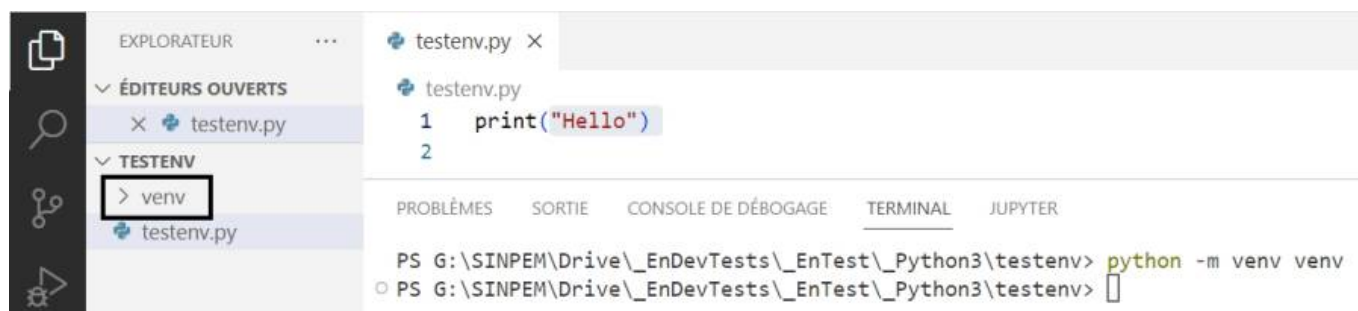 EXPLORATEUR ...
ÉDITEURS OUVERTS
testenv.py
TESTENV
venv
testenv.py
testenv.py
testenv.py
1 print("Hello")
2
PROBLÈMES SORTIE CONSOLE DE DÉBOGAGE TERMINAL JUPYTER
PS G:\SINPEM\Drive\_EnDevTests\_EnTest\_Python3\testenv> python -m venv venv
PS G:\SINPEM\Drive\_EnDevTests\_EnTest\_Python3\testenv>